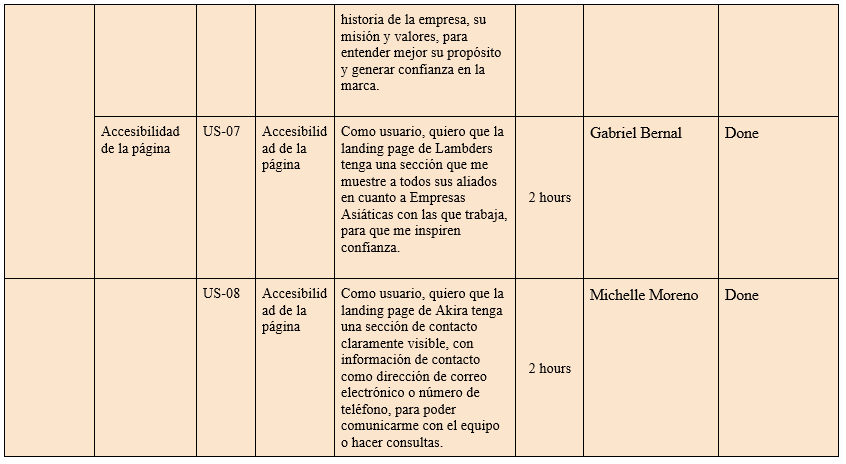 historia de la empresa, su
misión y valores, para
entender mejor su propósito
y generar confianza en la
marca.
Accesibilidad
de la página
US-07
Accesibilid
ad de la
página
Como usuario, quiero que la
landing page de Lambders
tenga una sección que me
muestre a todos sus aliados
en cuanto a Empresas
Asiáticas con las que trabaja,
para que me inspiren
confianza.
2 hours
Gabriel Bernal
Done
US-08
Accesibilid
ad de la
página
Como usuario, quiero que la
landing page de Akira tenga
una sección de contacto
claramente visible, con
información de contacto
como dirección de correo
electrónico o número de
teléfono, para poder
comunicarme con el equipo
o hacer consultas.
2 hours
Michelle Moreno
Done